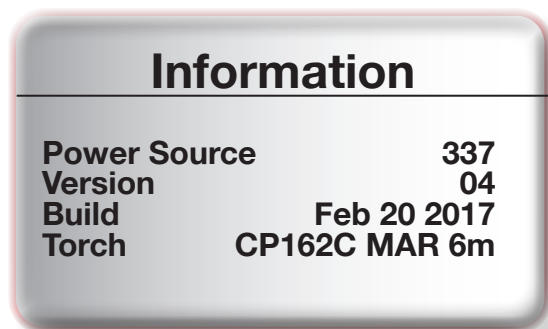 Information
Power Source 337
Version 04
Build Feb 20 2017
Torch CP162C MAR 6m